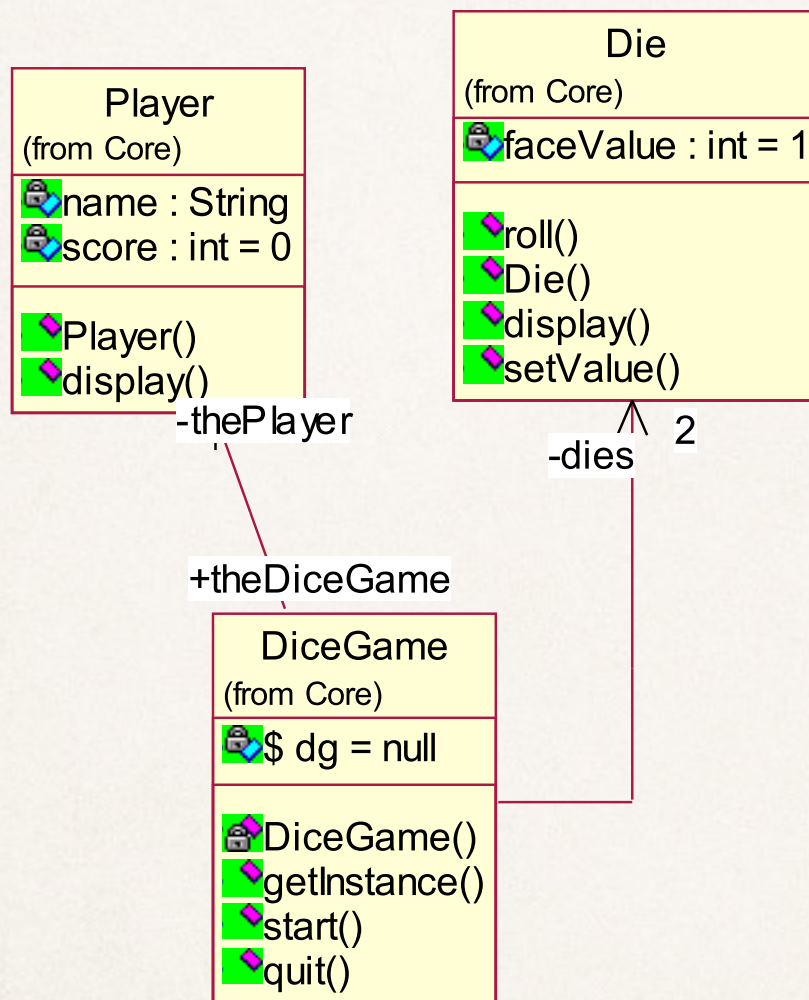 Player
(from Core)
name : String
score : int = 0
Player()
display()
-thePlayer
Die
(from Core)
faceValue : int = 1
roll()
Die()
display()
setValue()
2
-dies
+theDiceGame
DiceGame
(from Core)
$ dg = null
DiceGame()
getInstance()
start()
quit()